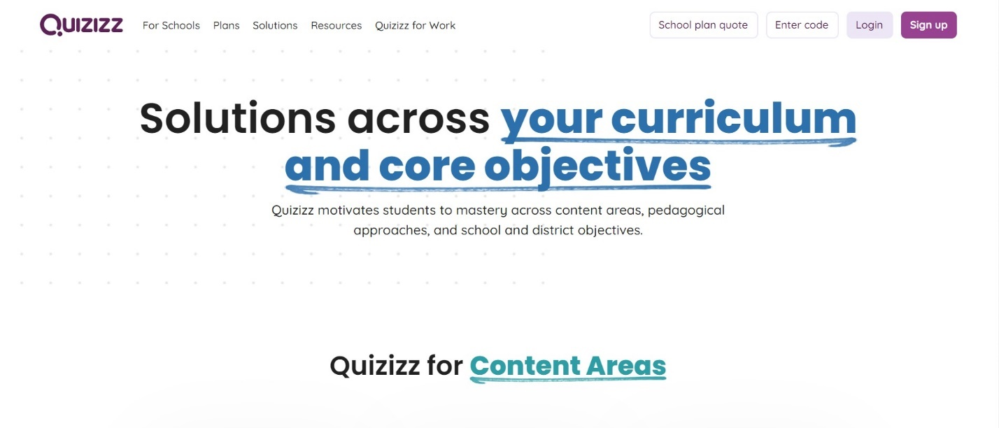 Quizizz
For Schools
Plans
Solutions
Resources
Quizizz for Work
School plan quote
Enter code
Login
Sign up
Solutions across your curriculum
and core objectives
Quizizz motivates students to mastery across content areas, pedagogical
approaches, and school and district objectives.
Quizizz for Content Areas